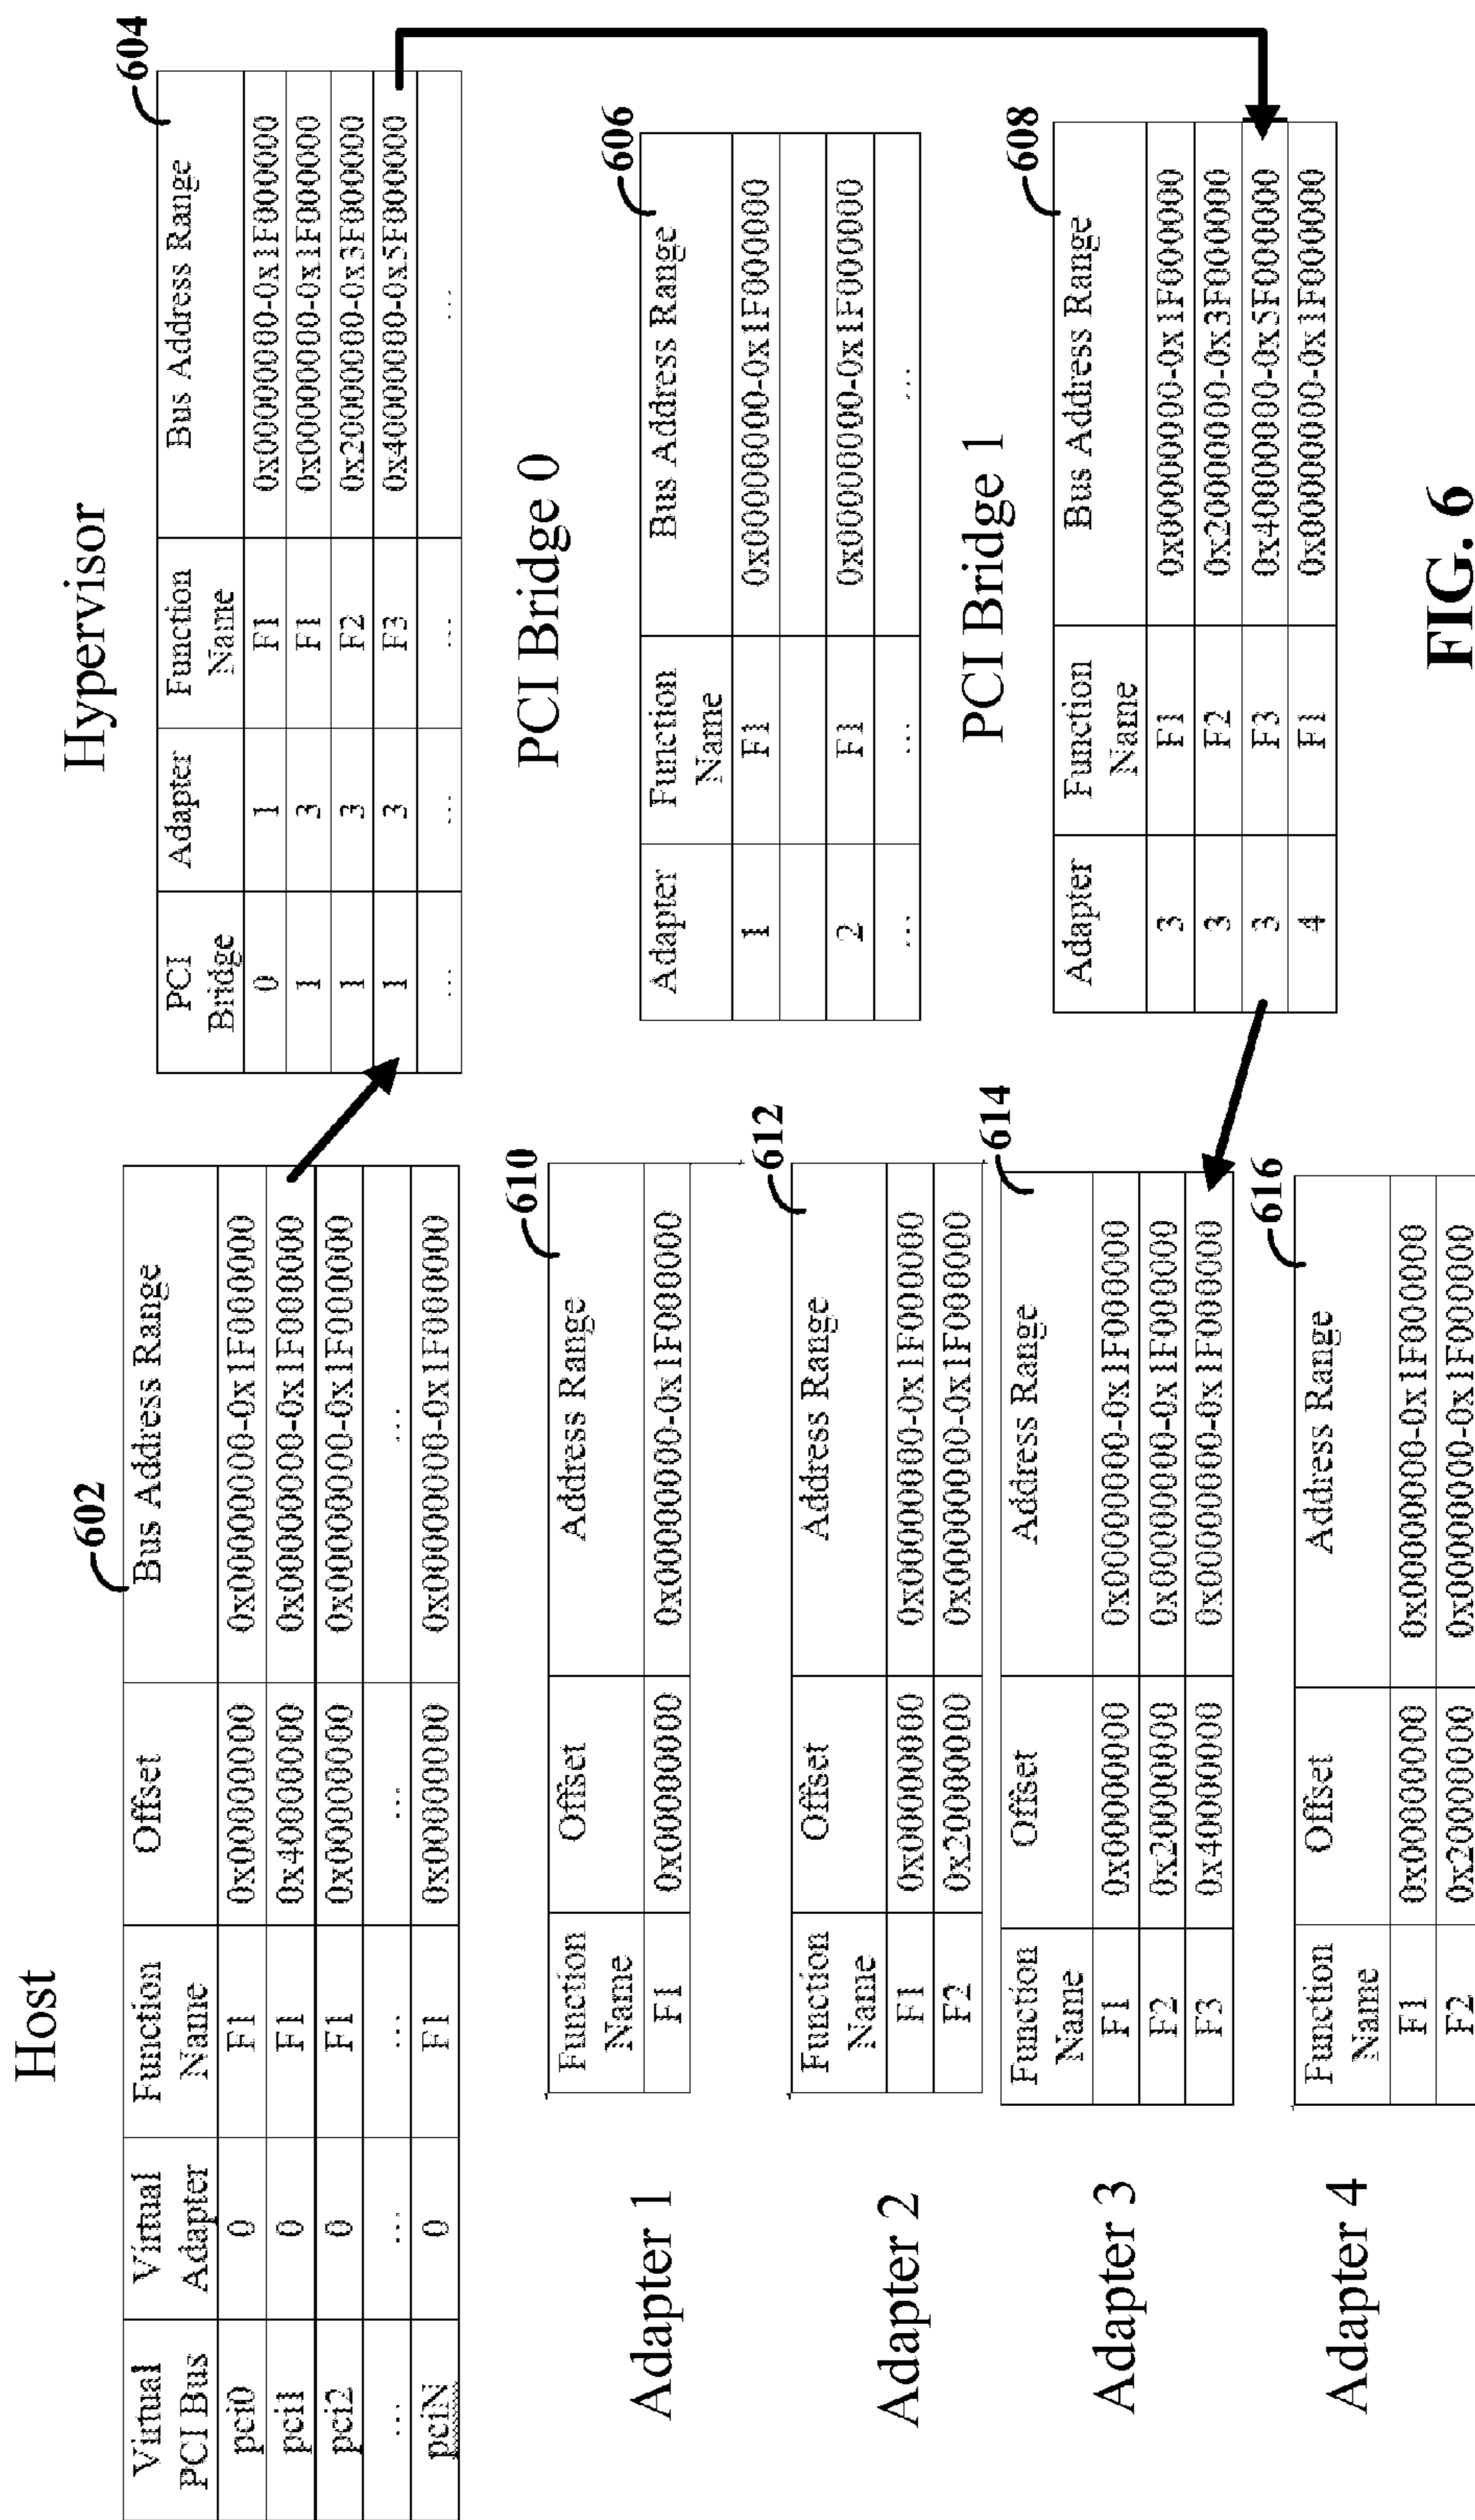 Host
602
Virtual PCI Bus Virtual Adapter Function Name Offset Bus Address Range
pci0 0 F1 0x00000000 0x00000000-0x1F000000
pci1 0 F1 0x40000000 0x00000000-0x1F000000
pci2 0 F1 0x00000000 0x00000000-0x1F000000
... ... ... ...
pciN 0 F1 0x00000000 0x00000000-0x1F000000
Hypervisor
604
PCI Bridge Adapter Function Name Bus Address Range
0 1 F1 0x00000000-0x1F000000
1 3 F1 0x00000000-0x1F000000
1 3 F2 0x20000000-0x3F000000
1 3 F3 0x40000000-0x5F000000
... ... ... ...
PCI Bridge 0
606
Adapter Function Name Bus Address Range
1 F1 0x00000000-0x1F000000
2 F1 0x00000000-0x1F000000
... ... ...
PCI Bridge 1
608
Adapter Function Name Bus Address Range
3 F1 0x00000000-0x1F000000
3 F2 0x20000000-0x3F000000
3 F3 0x40000000-0x5F000000
4 F1 0x00000000-0x1F000000
Adapter 1
610
Function Name Offset Address Range
F1 0x00000000 0x00000000-0x1F000000
Adapter 2
612
Function Name Offset Address Range
F1 0x00000000 0x00000000-0x1F000000
F2 0x20000000 0x00000000-0x1F000000
Adapter 3
614
Function Name Offset Address Range
F1 0x00000000 0x00000000-0x1F000000
F2 0x20000000 0x00000000-0x1F000000
F3 0x40000000 0x00000000-0x1F000000
Adapter 4
616
Function Name Offset Address Range
F1 0x00000000 0x00000000-0x1F000000
F2 0x20000000 0x00000000-0x1F000000
FIG. 6